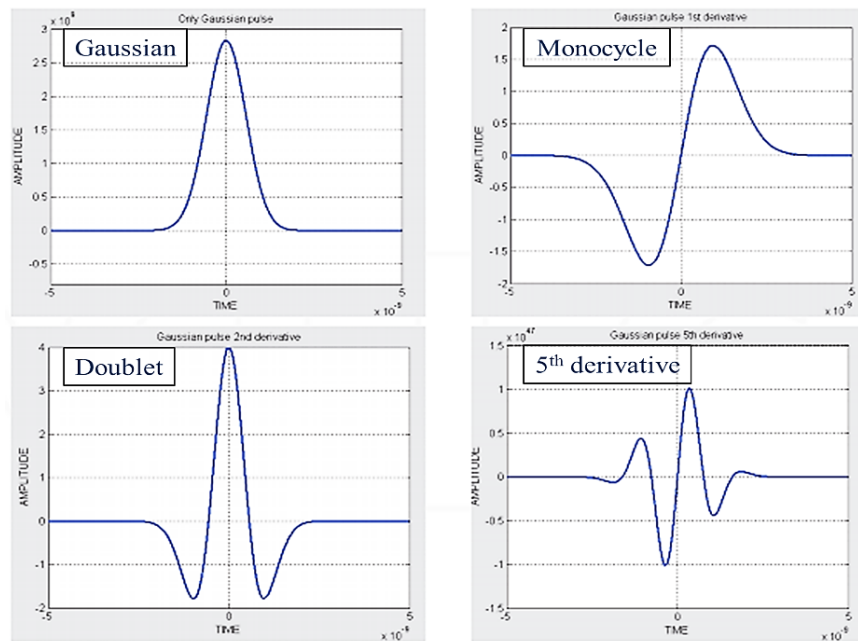 Only Gaussian pulse
x 10⁹
Gaussian
3
2.5
2
1.5
1
0.5
0
-0.5
AMPLITUDE
-5
0
5
TIME
x 10⁻⁹
Gaussian pulse 1st derivative
Monocycle
2
1.5
1
0.5
0
-0.5
-1
-1.5
-2
AMPLITUDE
-5
0
5
TIME
x 10⁻⁹
Gaussian pulse 2nd derivative
Doublet
4
3
2
1
0
-1
-2
AMPLITUDE
-5
0
5
TIME
x 10⁻⁹
Gaussian pulse 5th derivative
x 10⁴⁷
5th derivative
1.5
1
0.5
0
-0.5
-1
-1.5
AMPLITUDE
-5
0
5
TIME
x 10⁻⁹